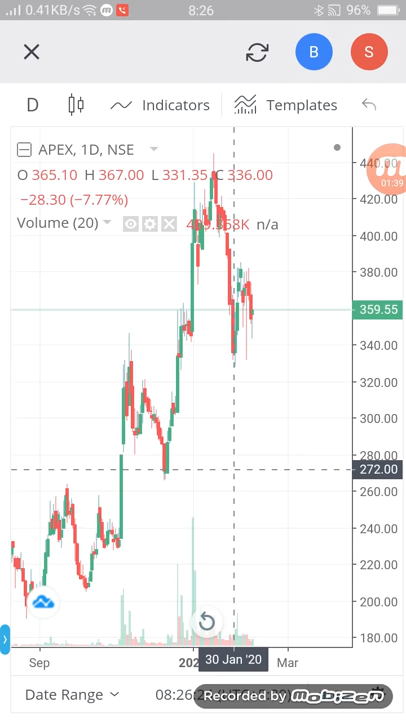 0.41KB/s 8:26 96%
B S
D Indicators Templates
APEX, 1D, NSE
O 365.10 H 367.00 L 331.35 C 336.00
−28.30 (−7.77%)
Volume (20) n/a
01:39
440.00
420.00
400.00
380.00
359.55
340.00
320.00
300.00
280.00
272.00
260.00
240.00
220.00
200.00
180.00
Sep 30 Jan '20 Mar
Date Range 08:26:2
Recorded by mobizen